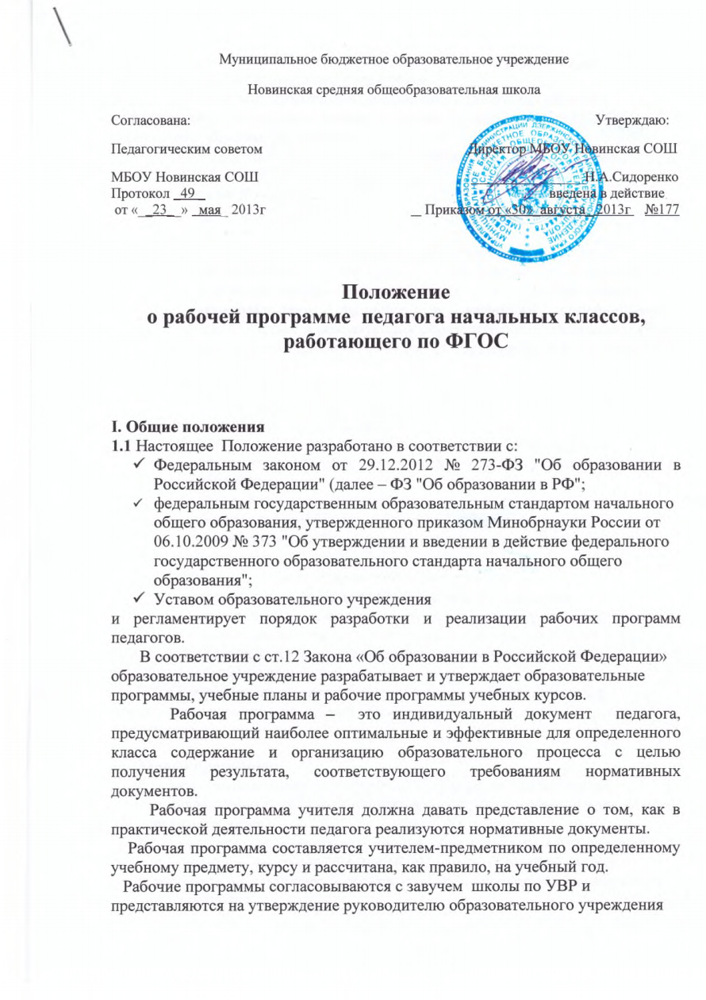 Муниципальное бюджетное образовательное учреждение
Новинская средняя общеобразовательная школа
Согласована: Утверждаю:
Педагогическим советом Директор МБОУ Новинская СОШ
МБОУ Новинская СОШ Н.А.Сидоренко
Протокол _49_ введена в действие
от «_23_» _мая_ 2013г Приказом от «30» августа 2013г №177
Положение
о рабочей программе педагога начальных классов,
работающего по ФГОС
I. Общие положения
1.1 Настоящее Положение разработано в соответствии с:
✓ Федеральным законом от 29.12.2012 № 273-ФЗ "Об образовании в
Российской Федерации" (далее – ФЗ "Об образовании в РФ";
✓ федеральным государственным образовательным стандартом начального
общего образования, утвержденного приказом Минобрнауки России от
06.10.2009 № 373 "Об утверждении и введении в действие федерального
государственного образовательного стандарта начального общего
образования";
✓ Уставом образовательного учреждения
и регламентирует порядок разработки и реализации рабочих программ
педагогов.
В соответствии с ст.12 Закона «Об образовании в Российской Федерации»
образовательное учреждение разрабатывает и утверждает образовательные
программы, учебные планы и рабочие программы учебных курсов.
Рабочая программа – это индивидуальный документ педагога,
предусматривающий наиболее оптимальные и эффективные для определенного
класса содержание и организацию образовательного процесса с целью
получения результата, соответствующего требованиям нормативных
документов.
Рабочая программа учителя должна давать представление о том, как в
практической деятельности педагога реализуются нормативные документы.
Рабочая программа составляется учителем-предметником по определенному
учебному предмету, курсу и рассчитана, как правило, на учебный год.
Рабочие программы согласовываются с завучем школы по УВР и
представляются на утверждение руководителю образовательного учреждения